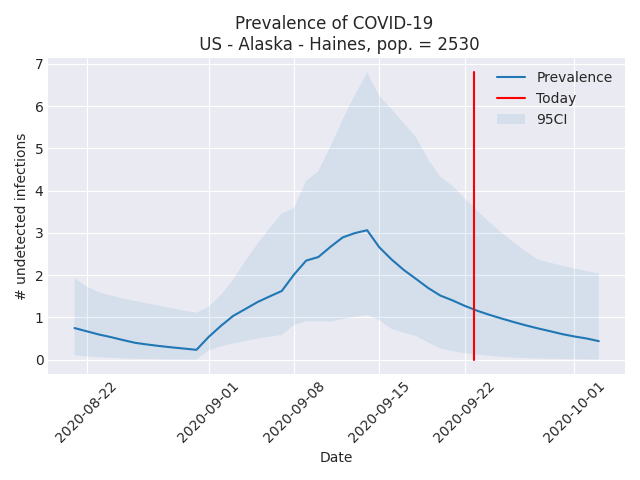 Prevalence of COVID-19
US - Alaska - Haines, pop. = 2530
7
6
5
4
3
2
1
0
# undetected infections
Prevalence
Today
95CI
2020-08-22
2020-09-01
2020-09-08
2020-09-15
2020-09-22
2020-10-01
Date